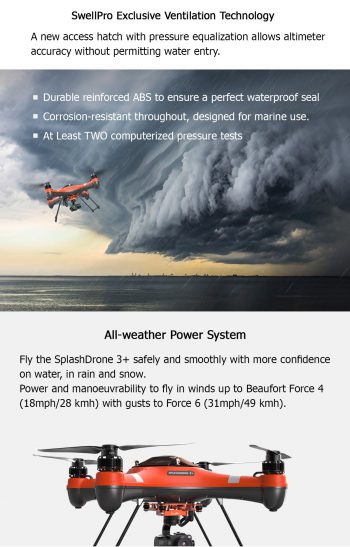 SwellPro Exclusive Ventilation Technology
A new access hatch with pressure equalization allows altimeter
accuracy without permitting water entry.
Durable reinforced ABS to ensure a perfect waterproof seal
Corrosion-resistant throughout, designed for marine use.
At Least TWO computerized pressure tests
All-weather Power System
Fly the SplashDrone 3+ safely and smoothly with more confidence
on water, in rain and snow.
Power and manoeuvrability to fly in winds up to Beaufort Force 4
(18mph/28 kmh) with gusts to Force 6 (31mph/49 kmh).
SPLASHDRONE 3+